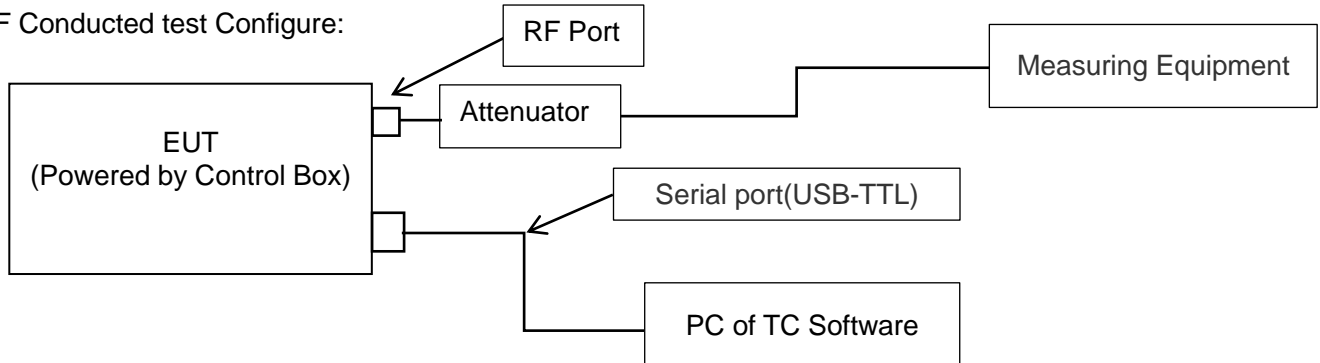 F Conducted test Configure:
RF Port
Measuring Equipment
Attenuator
EUT
(Powered by Control Box)
Serial port(USB-TTL)
PC of TC Software